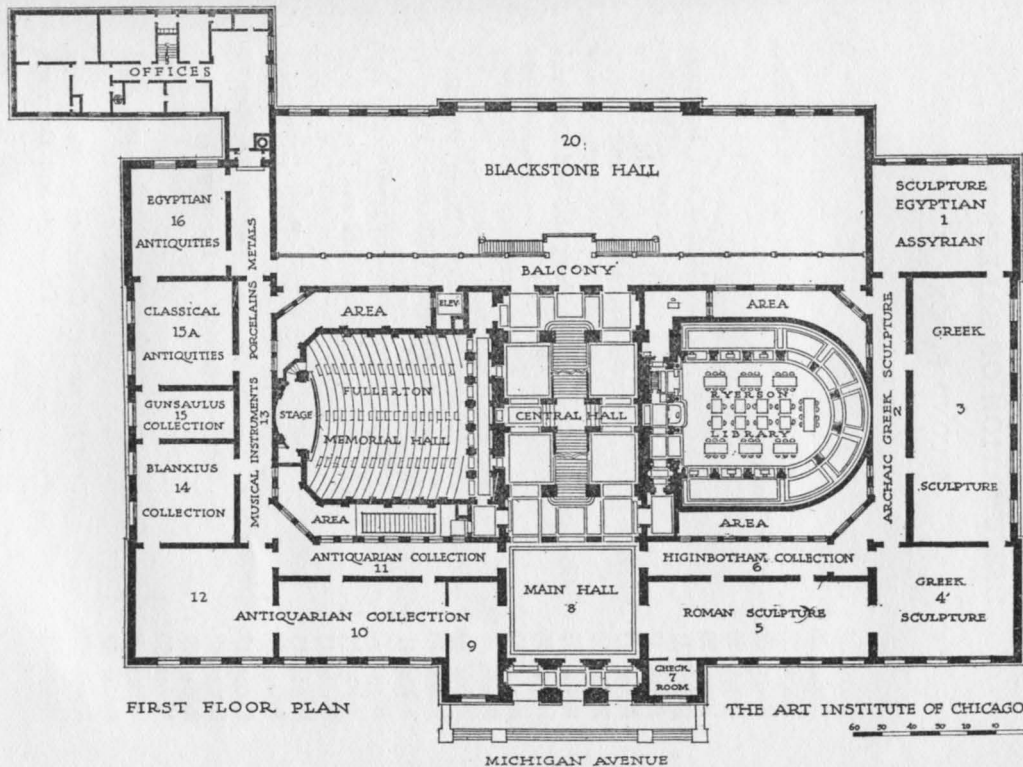 OFFICES
20
BLACKSTONE HALL
SCULPTURE
EGYPTIAN
1
ASSYRIAN
EGYPTIAN
16
ANTIQUITIES
BALCONY
ELEV
AREA
AREA
CLASSICAL
15A
ANTIQUITIES
MUSICAL INSTRUMENTS PORCELAINS METALS
13
GUNSAULUS
15
COLLECTION
BLANXIUS
14
COLLECTION
STAGE
FULLERTON
MEMORIAL HALL
CENTRAL HALL
RYERSON
LIBRARY
ARCHAIC GREEK SCULPTURE
2
GREEK
3
SCULPTURE
AREA
AREA
ANTIQUARIAN COLLECTION
11
HIGINBOTHAM COLLECTION
6
12
ANTIQUARIAN COLLECTION
10
9
MAIN HALL
8
ROMAN SCULPTURE
5
GREEK
4
SCULPTURE
CHECK
7
ROOM
FIRST FLOOR PLAN
THE ART INSTITUTE OF CHICAGO
60 50 40 30 20 10 0
MICHIGAN AVENUE